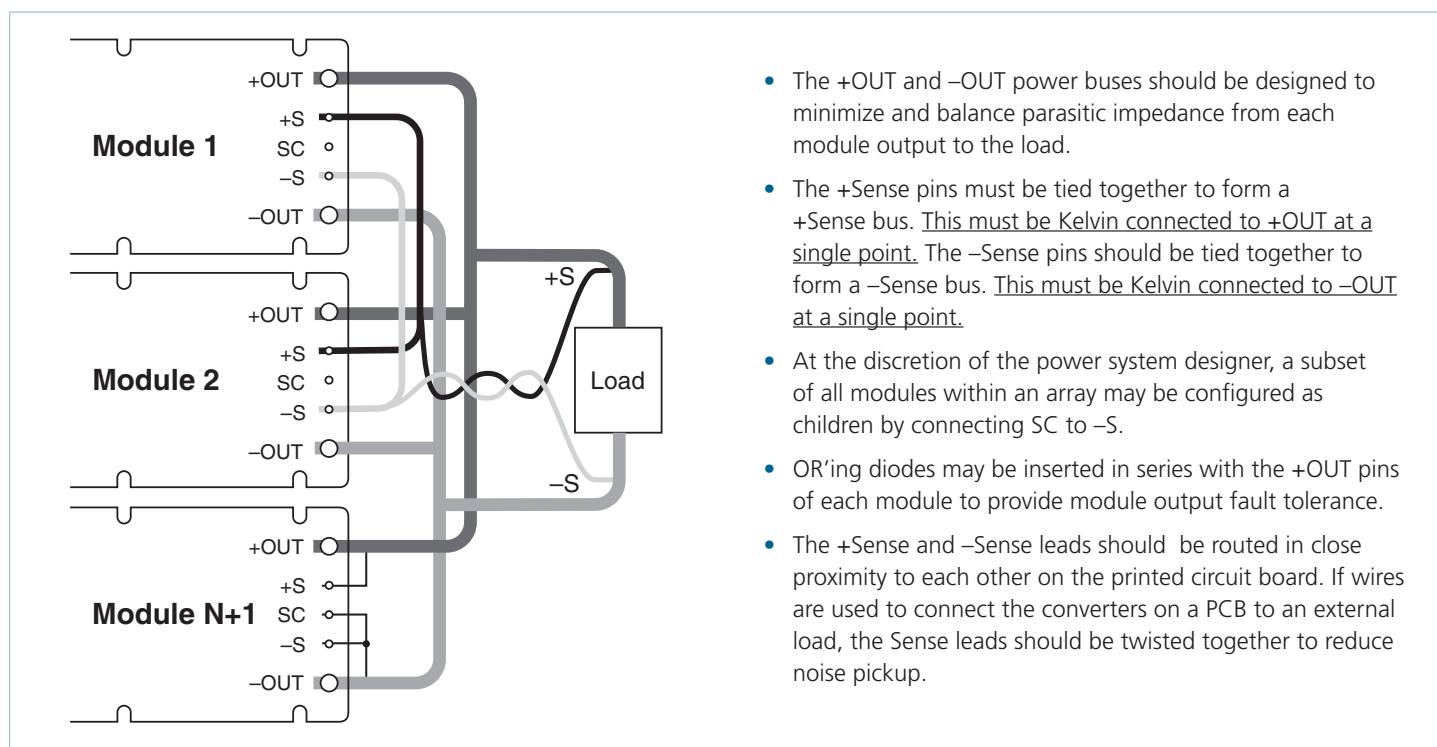 +OUT
+S
Module 1
SC
–S
–OUT
+OUT
+S
Module 2
SC
–S
–OUT
+OUT
+S
Module N+1
SC
–S
–OUT
+S
Load
–S
• The +OUT and –OUT power buses should be designed to
minimize and balance parasitic impedance from each
module output to the load.
• The +Sense pins must be tied together to form a
+Sense bus. This must be Kelvin connected to +OUT at a
single point. The –Sense pins should be tied together to
form a –Sense bus. This must be Kelvin connected to –OUT
at a single point.
• At the discretion of the power system designer, a subset
of all modules within an array may be configured as
children by connecting SC to –S.
• OR’ing diodes may be inserted in series with the +OUT pins
of each module to provide module output fault tolerance.
• The +Sense and –Sense leads should be routed in close
proximity to each other on the printed circuit board. If wires
are used to connect the converters on a PCB to an external
load, the Sense leads should be twisted together to reduce
noise pickup.